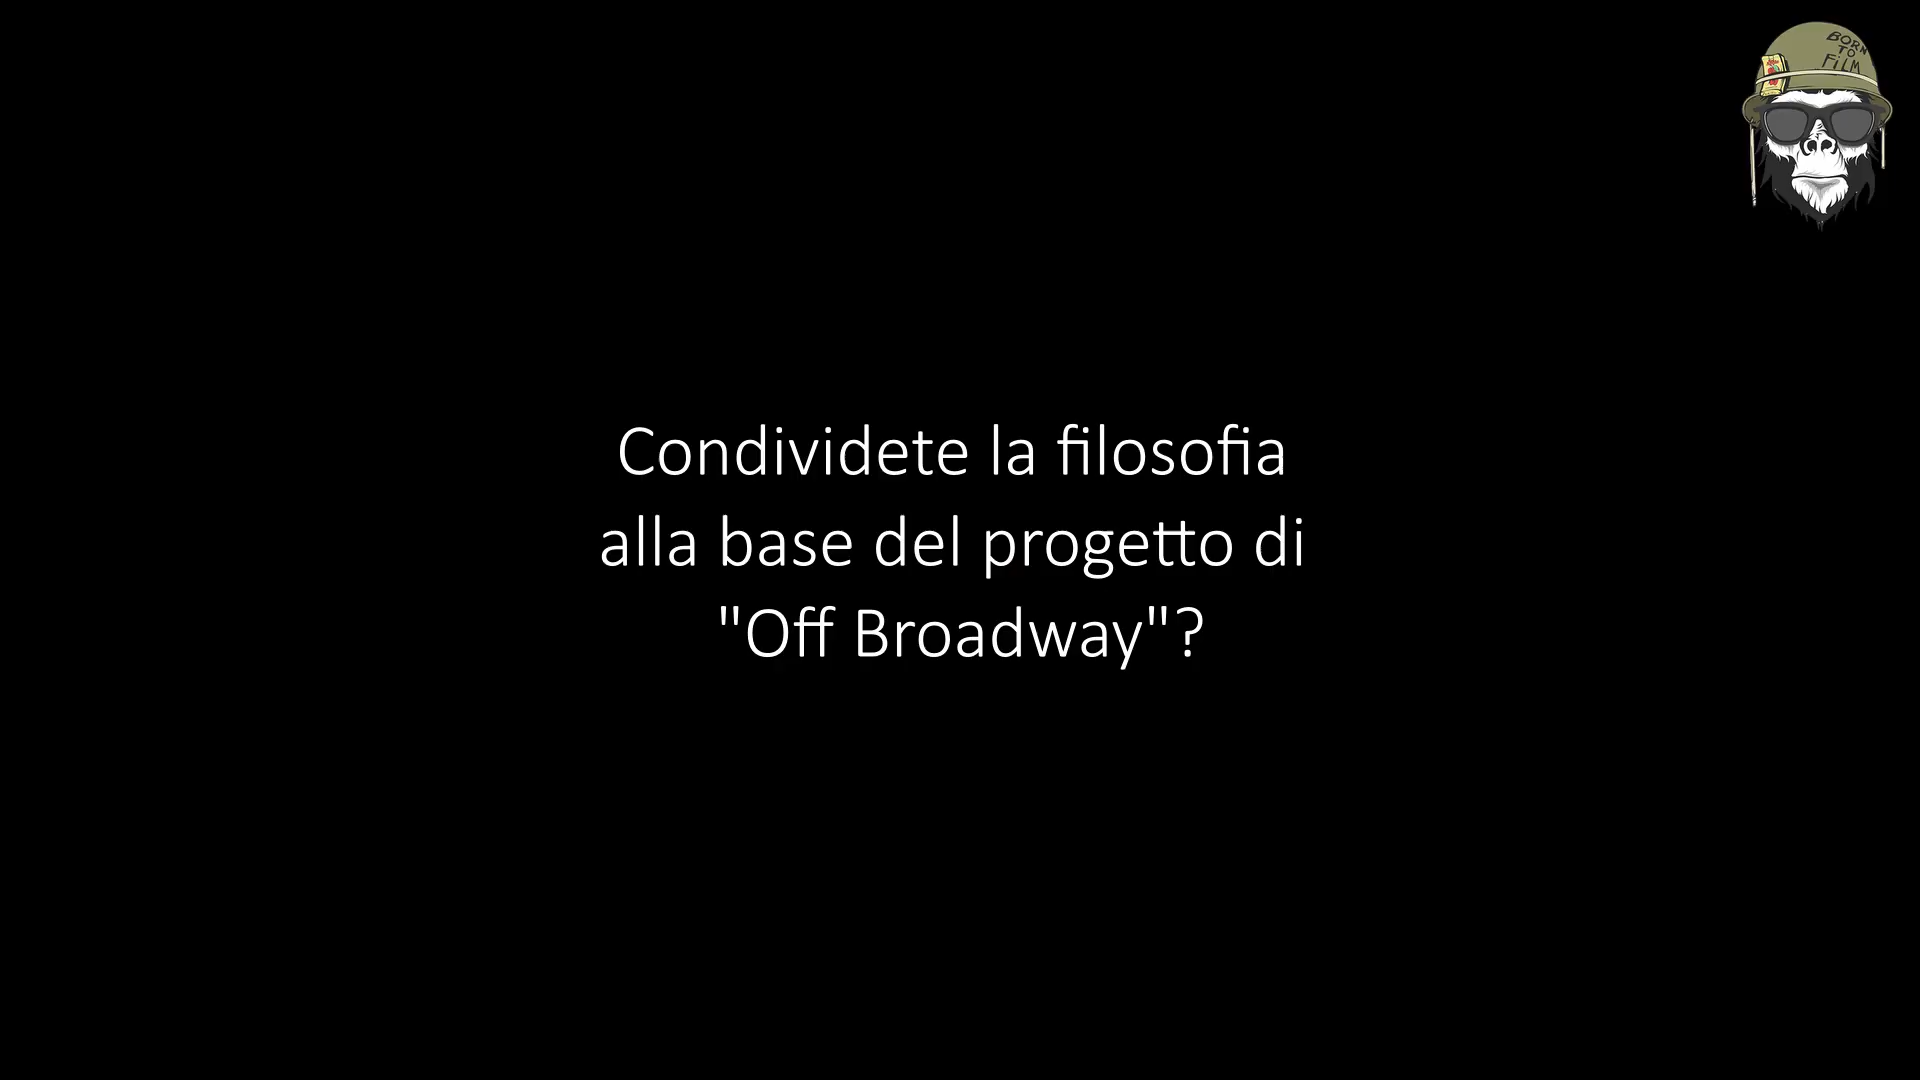 BORN
TO
FILM
Condividete la filosofia
alla base del progetto di
"Off Broadway"?